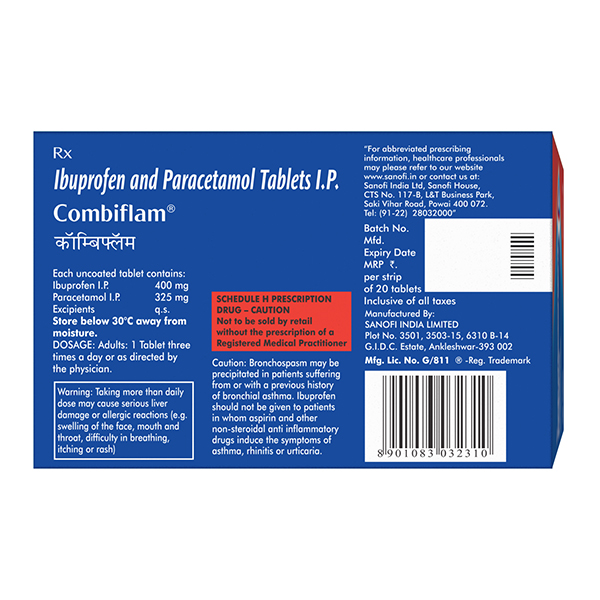 Rx
Ibuprofen and Paracetamol Tablets I.P.
Combiflam®
कॉम्बिफ्लॅम
Each uncoated tablet contains:
Ibuprofen I.P. 400 mg
Paracetamol I.P. 325 mg
Excipients q.s.
Store below 30°C away from
moisture.
DOSAGE: Adults: 1 Tablet three
times a day or as directed by
the physician.
Warning: Taking more than daily
dose may cause serious liver
damage or allergic reactions (e.g.
swelling of the face, mouth and
throat, difficulty in breathing,
itching or rash)
SCHEDULE H PRESCRIPTION
DRUG – CAUTION
Not to be sold by retail
without the prescription of a
Registered Medical Practitioner
Caution: Bronchospasm may be
precipitated in patients suffering
from or with a previous history
of bronchial asthma. Ibuprofen
should not be given to patients
in whom aspirin and other
non-steroidal anti inflammatory
drugs induce the symptoms of
asthma, rhinitis or urticaria.
"For abbreviated prescribing
information, healthcare professionals
may please refer to our website
www.sanofi.in or contact us at:
Sanofi India Ltd, Sanofi House,
CTS No. 117-B, L&T Business Park,
Saki Vihar Road, Powai 400 072.
Tel: (91-22) 28032000"
Batch No.
Mfd.
Expiry Date
MRP ₹.
per strip
of 20 tablets
Inclusive of all taxes
Manufactured By:
SANOFI INDIA LIMITED
Plot No. 3501, 3503-15, 6310 B-14
G.I.D.C. Estate, Ankleshwar-393 002
Mfg. Lic. No. G/811 ® -Reg. Trademark
8 901083 032310